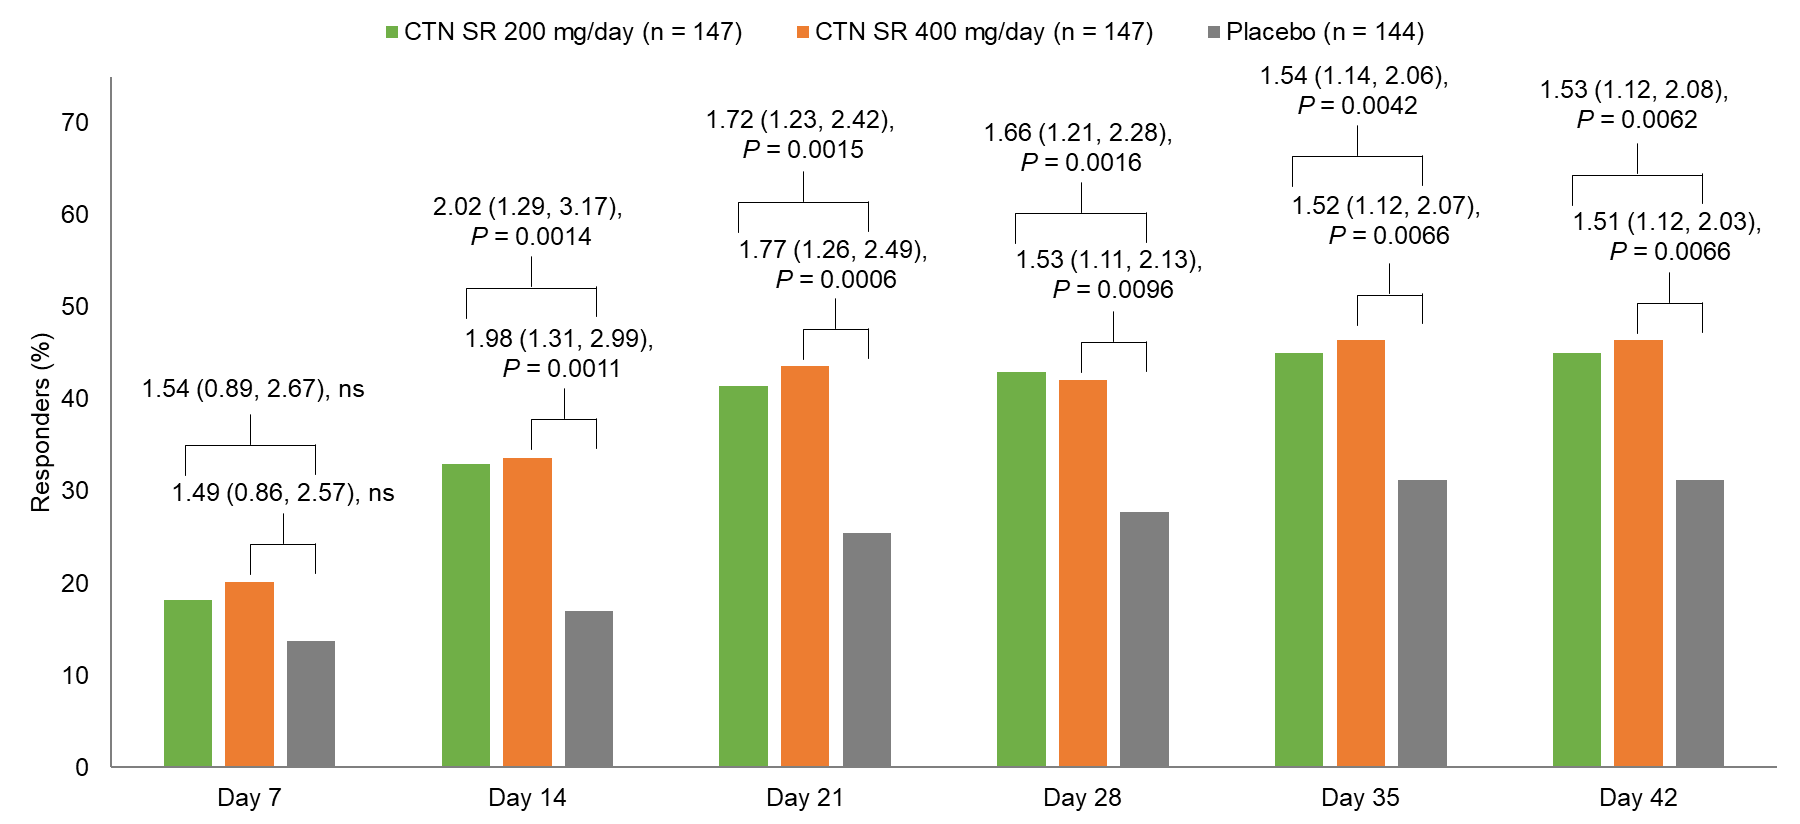 CTN SR 200 mg/day (n = 147)
CTN SR 400 mg/day (n = 147)
Placebo (n = 144)
Responders (%)
70
60
50
40
30
20
10
0
1.54 (0.89, 2.67), ns
1.49 (0.86, 2.57), ns
2.02 (1.29, 3.17),
P = 0.0014
1.98 (1.31, 2.99),
P = 0.0011
1.72 (1.23, 2.42),
P = 0.0015
1.77 (1.26, 2.49),
P = 0.0006
1.66 (1.21, 2.28),
P = 0.0016
1.53 (1.11, 2.13),
P = 0.0096
1.54 (1.14, 2.06),
P = 0.0042
1.52 (1.12, 2.07),
P = 0.0066
1.53 (1.12, 2.08),
P = 0.0062
1.51 (1.12, 2.03),
P = 0.0066
Day 7
Day 14
Day 21
Day 28
Day 35
Day 42